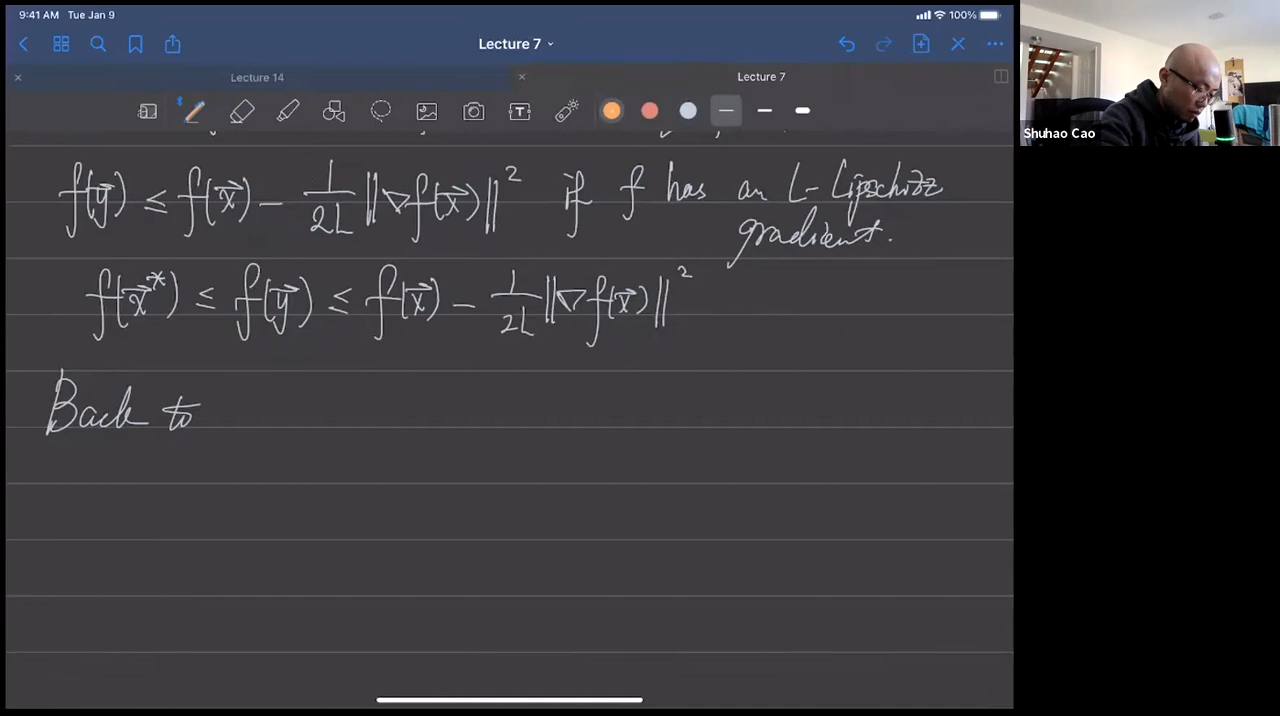 9:41 AM Tue Jan 9
100%
Lecture 7
Lecture 14
Lecture 7
Shuhao Cao
f(y⃗) ≤ f(x⃗) − 1/2L ‖∇f(x⃗)‖² if f has an L-Lipschitz
gradient.
f(x⃗*) ≤ f(y⃗) ≤ f(x⃗) − 1/2L ‖∇f(x⃗)‖²
Back to